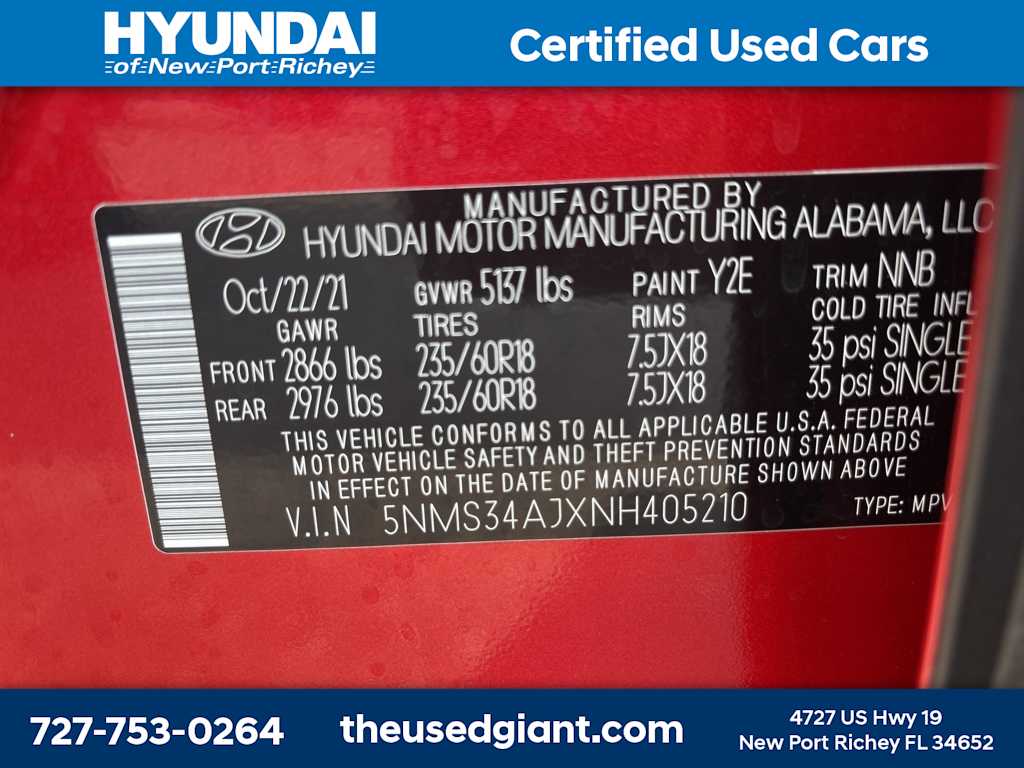 HYUNDAI
of New Port Richey
Certified Used Cars
MANUFACTURED BY
HYUNDAI MOTOR MANUFACTURING ALABAMA, LLC
Oct/22/21 GVWR 5137 lbs PAINT Y2E TRIM NNB
GAWR TIRES RIMS COLD TIRE INFL
FRONT 2866 lbs 235/60R18 7.5JX18 35 psi SINGLE
REAR 2976 lbs 235/60R18 7.5JX18 35 psi SINGLE
THIS VEHICLE CONFORMS TO ALL APPLICABLE U.S.A. FEDERAL
MOTOR VEHICLE SAFETY AND THEFT PREVENTION STANDARDS
IN EFFECT ON THE DATE OF MANUFACTURE SHOWN ABOVE
V.I.N 5NMS34AJXNH405210 TYPE: MPV
727-753-0264
theusedgiant.com
4727 US Hwy 19
New Port Richey FL 34652